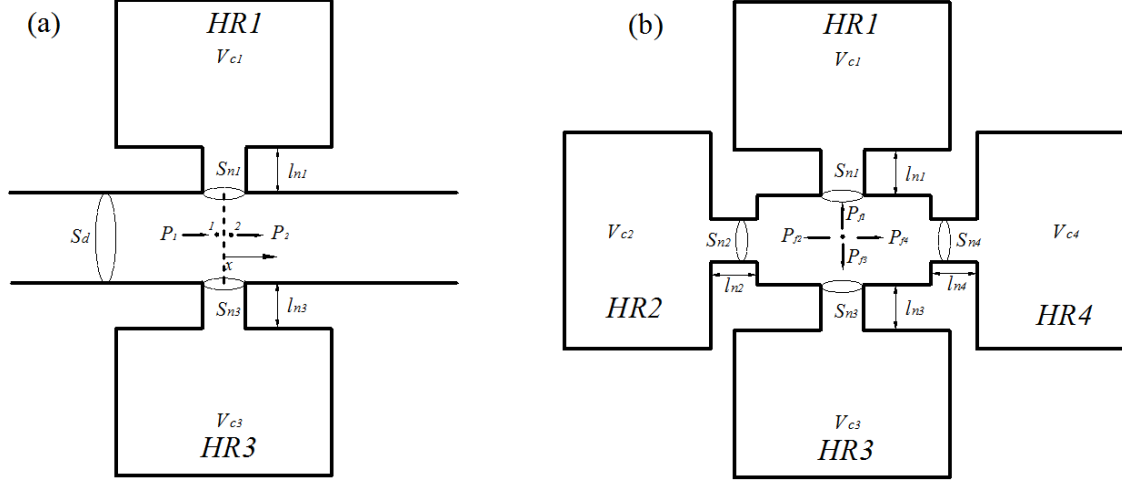 (a)
HR1
Vc1
Sn1
ln1
Sd
P1
1
2
P2
x
Sn3
ln3
Vc3
HR3
(b)
HR1
Vc1
Sn1
ln1
Pf1
Vc2
Sn2
Pf2
Pf4
Sn4
Vc4
Pf3
ln2
ln4
HR2
Sn3
ln3
HR4
Vc3
HR3